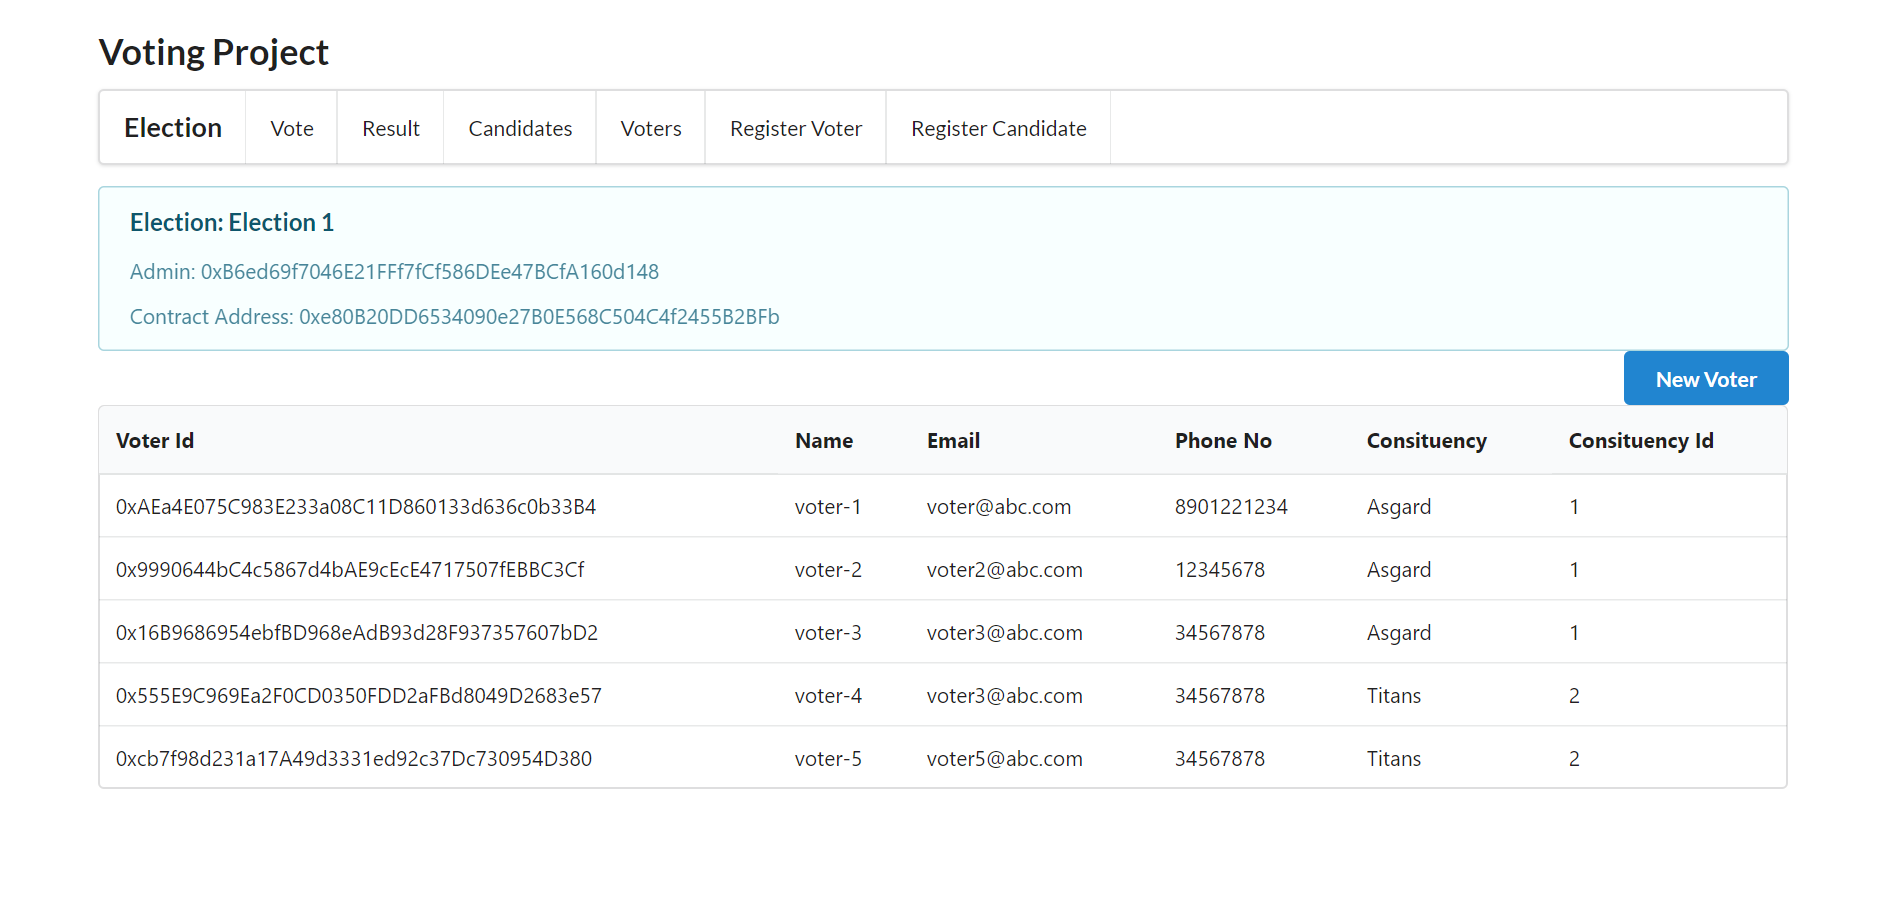 Voting Project
Election Vote Result Candidates Voters Register Voter Register Candidate
Election: Election 1
Admin: 0xB6ed69f7046E21FFf7fCf586DEe47BCfA160d148
Contract Address: 0xe80B20DD6534090e27B0E568C504C4f2455B2BFb
New Voter
Voter Id Name Email Phone No Consituency Consituency Id
0xAEa4E075C983E233a08C11D860133d636c0b33B4 voter-1 voter@abc.com 8901221234 Asgard 1
0x9990644bC4c5867d4bAE9cEcE4717507fEBBC3Cf voter-2 voter2@abc.com 12345678 Asgard 1
0x16B9686954ebfBD968eAdB93d28F937357607bD2 voter-3 voter3@abc.com 34567878 Asgard 1
0x555E9C969Ea2F0CD0350FDD2aFBd8049D2683e57 voter-4 voter3@abc.com 34567878 Titans 2
0xcb7f98d231a17A49d3331ed92c37Dc730954D380 voter-5 voter5@abc.com 34567878 Titans 2